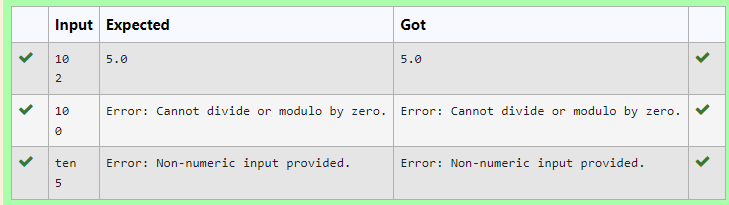 Input Expected Got
10 5.0 5.0
2
10 Error: Cannot divide or modulo by zero. Error: Cannot divide or modulo by zero.
0
ten Error: Non-numeric input provided. Error: Non-numeric input provided.
5